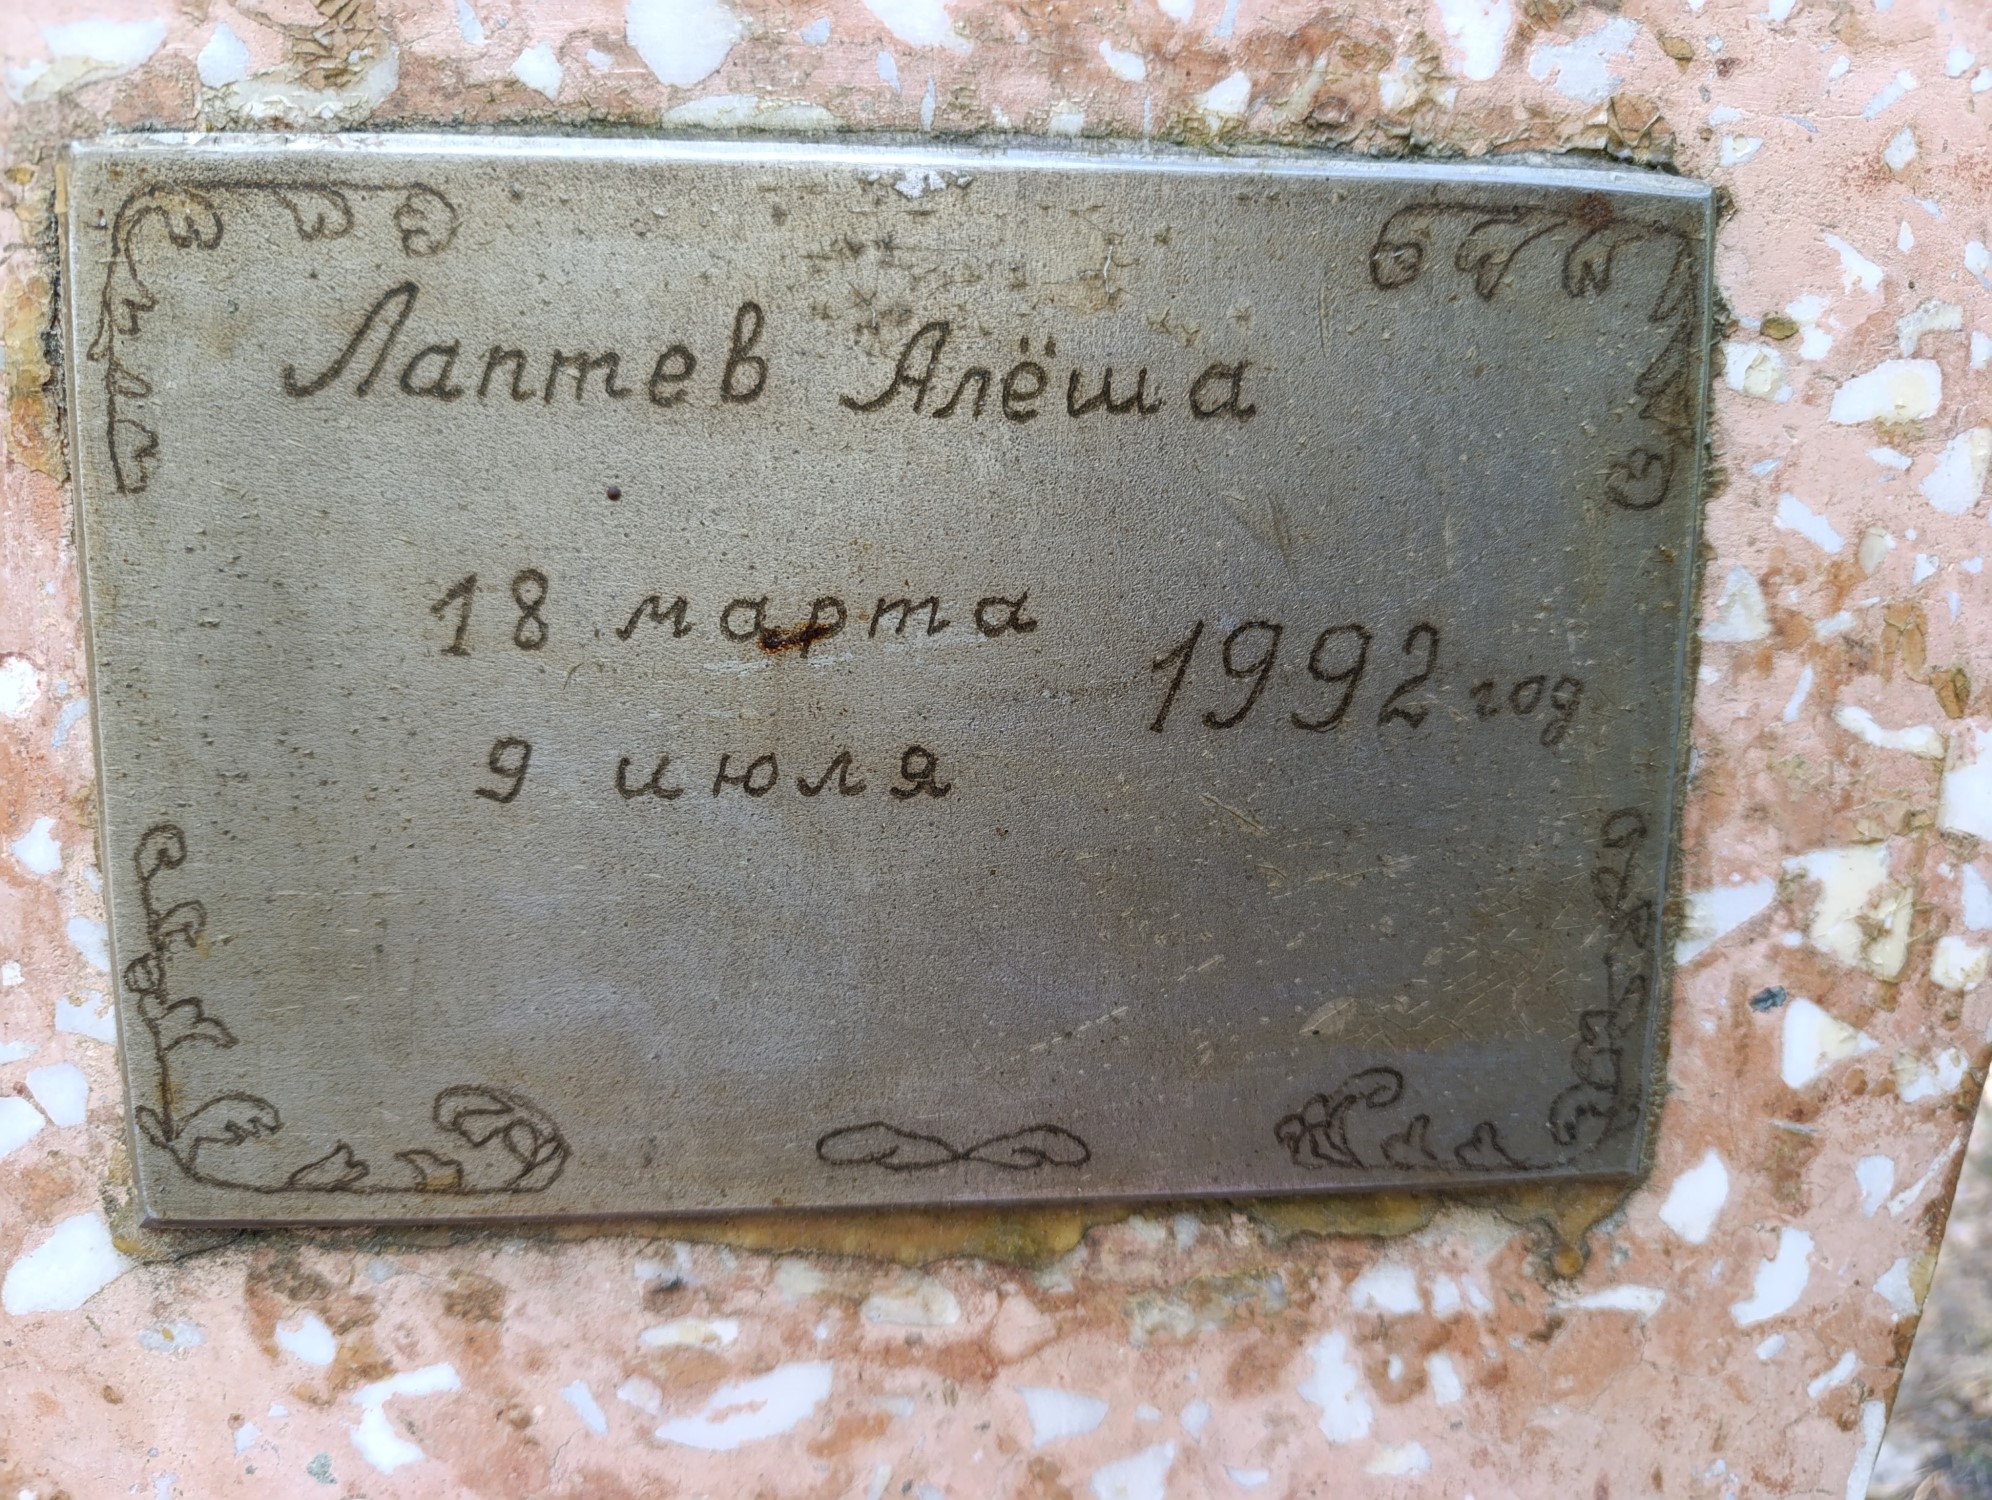 Лаптев Алёша
18 марта
1992 год
9 июля